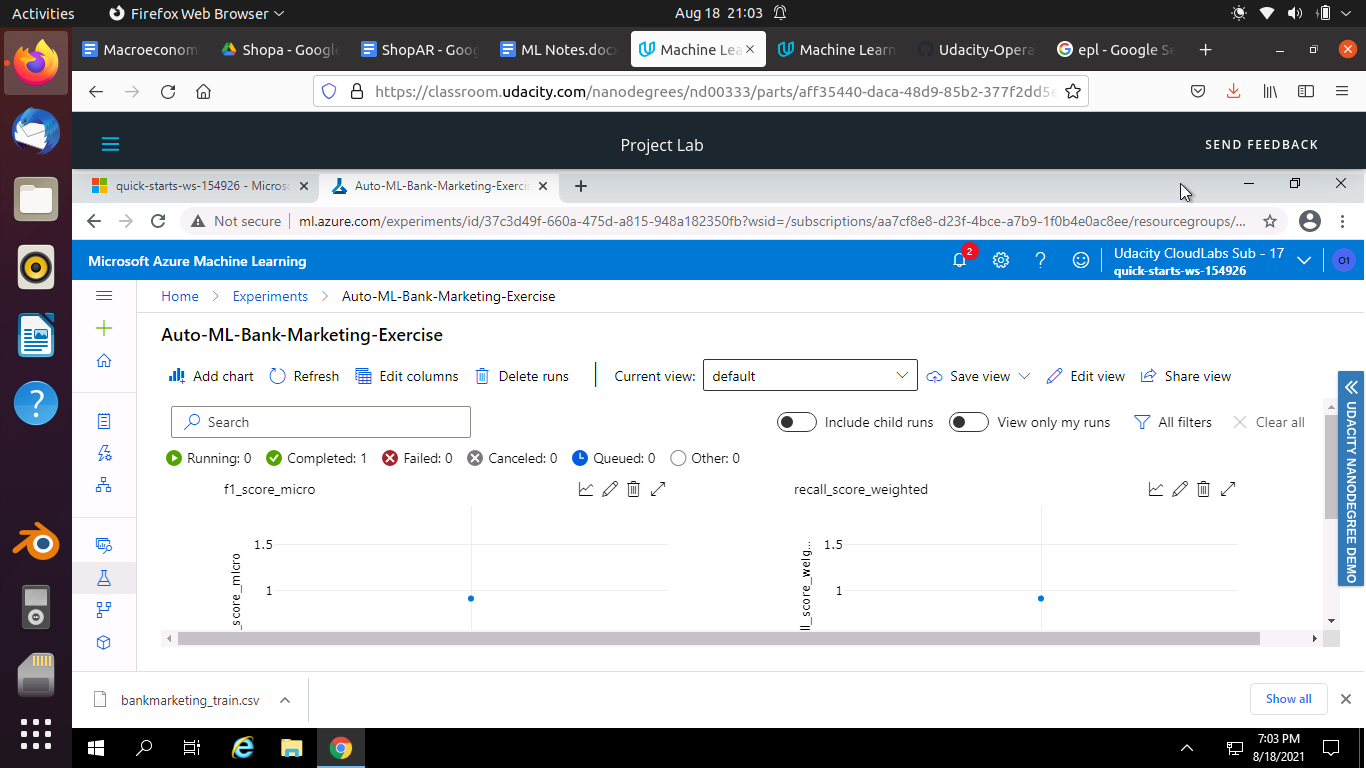 Activities Firefox Web Browser Aug 18 21:03
Macroeconom Shopa - Google ShopAR - Goog ML Notes.docx Machine Lea Machine Learn Udacity-Opera epl - Google Se
https://classroom.udacity.com/nanodegrees/nd00333/parts/aff35440-daca-48d9-85b2-377f2dd5e
Project Lab SEND FEEDBACK
quick-starts-ws-154926 - Microso Auto-ML-Bank-Marketing-Exercis
Not secure ml.azure.com/experiments/id/37c3d49f-660a-475d-a815-948a182350fb?wsid=/subscriptions/aa7cf8e8-d23f-4bce-a7b9-1f0b4e0ac8ee/resourcegroups/...
Microsoft Azure Machine Learning 2 Udacity CloudLabs Sub - 17 O1
quick-starts-ws-154926
Home Experiments Auto-ML-Bank-Marketing-Exercise
Auto-ML-Bank-Marketing-Exercise
Add chart Refresh Edit columns Delete runs Current view: default Save view Edit view Share view
Search Include child runs View only my runs All filters Clear all
Running: 0 Completed: 1 Failed: 0 Canceled: 0 Queued: 0 Other: 0
f1_score_micro recall_score_weighted
1.5 1.5
1 1
_score_micro ll_score_weig...
UDACITY NANODEGREE DEMO
bankmarketing_train.csv Show all
7:03 PM
8/18/2021